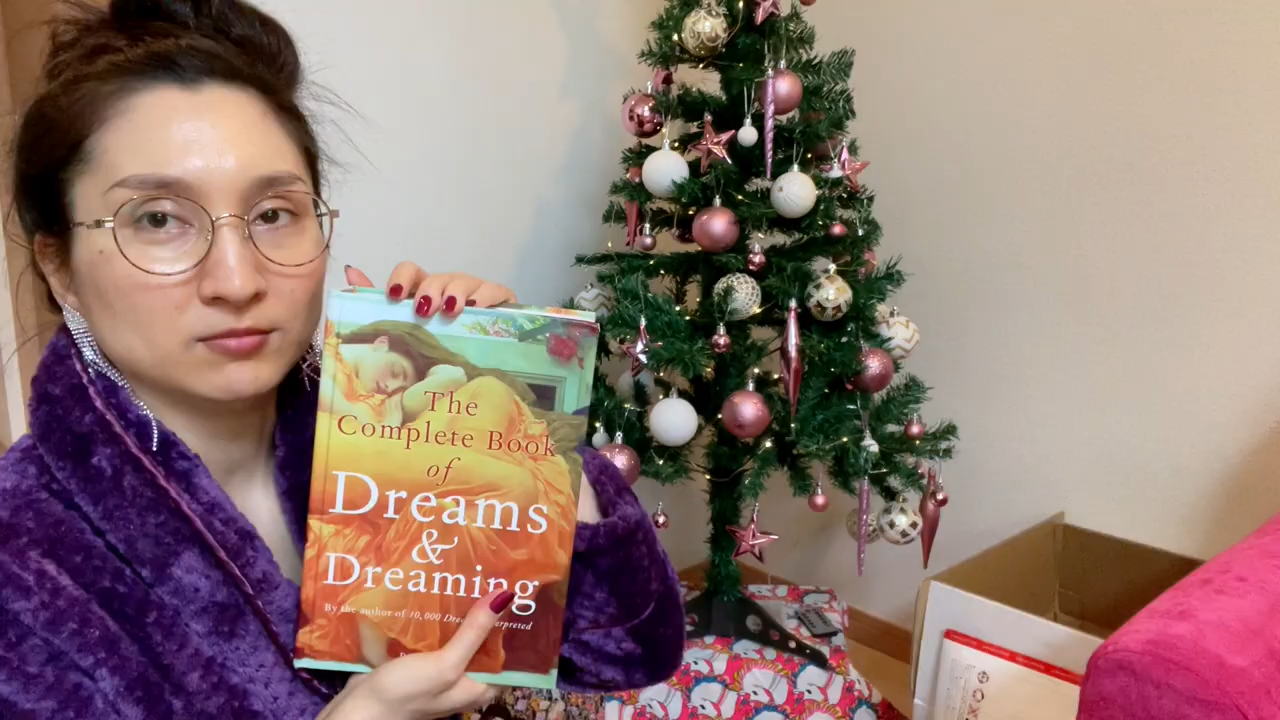 The
Complete Book
of
Dreams
&
Dreaming
By the author of 10,000 Dreams Interpreted